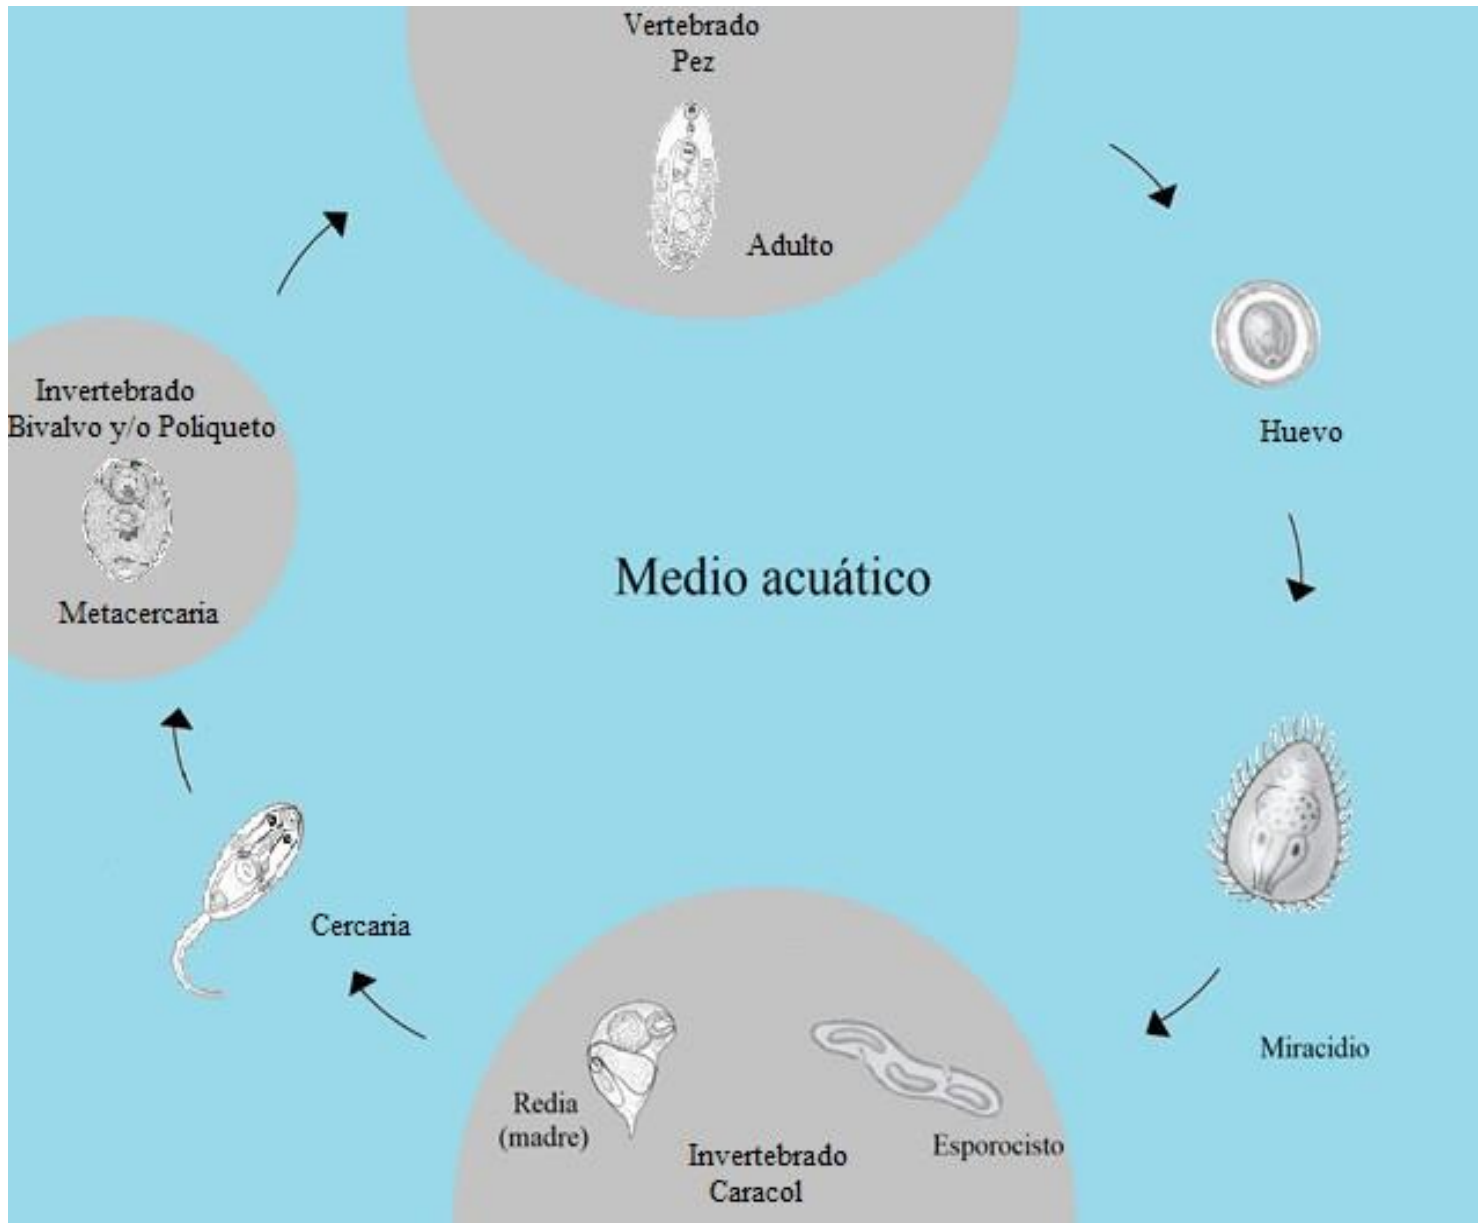 Vertebrado
Pez
Adulto
Huevo
Invertebrado
Bivalvo y/o Poliqueto
Metacercaria
Medio acuático
Miracidio
Cercaria
Redia
(madre)
Esporocisto
Invertebrado
Caracol